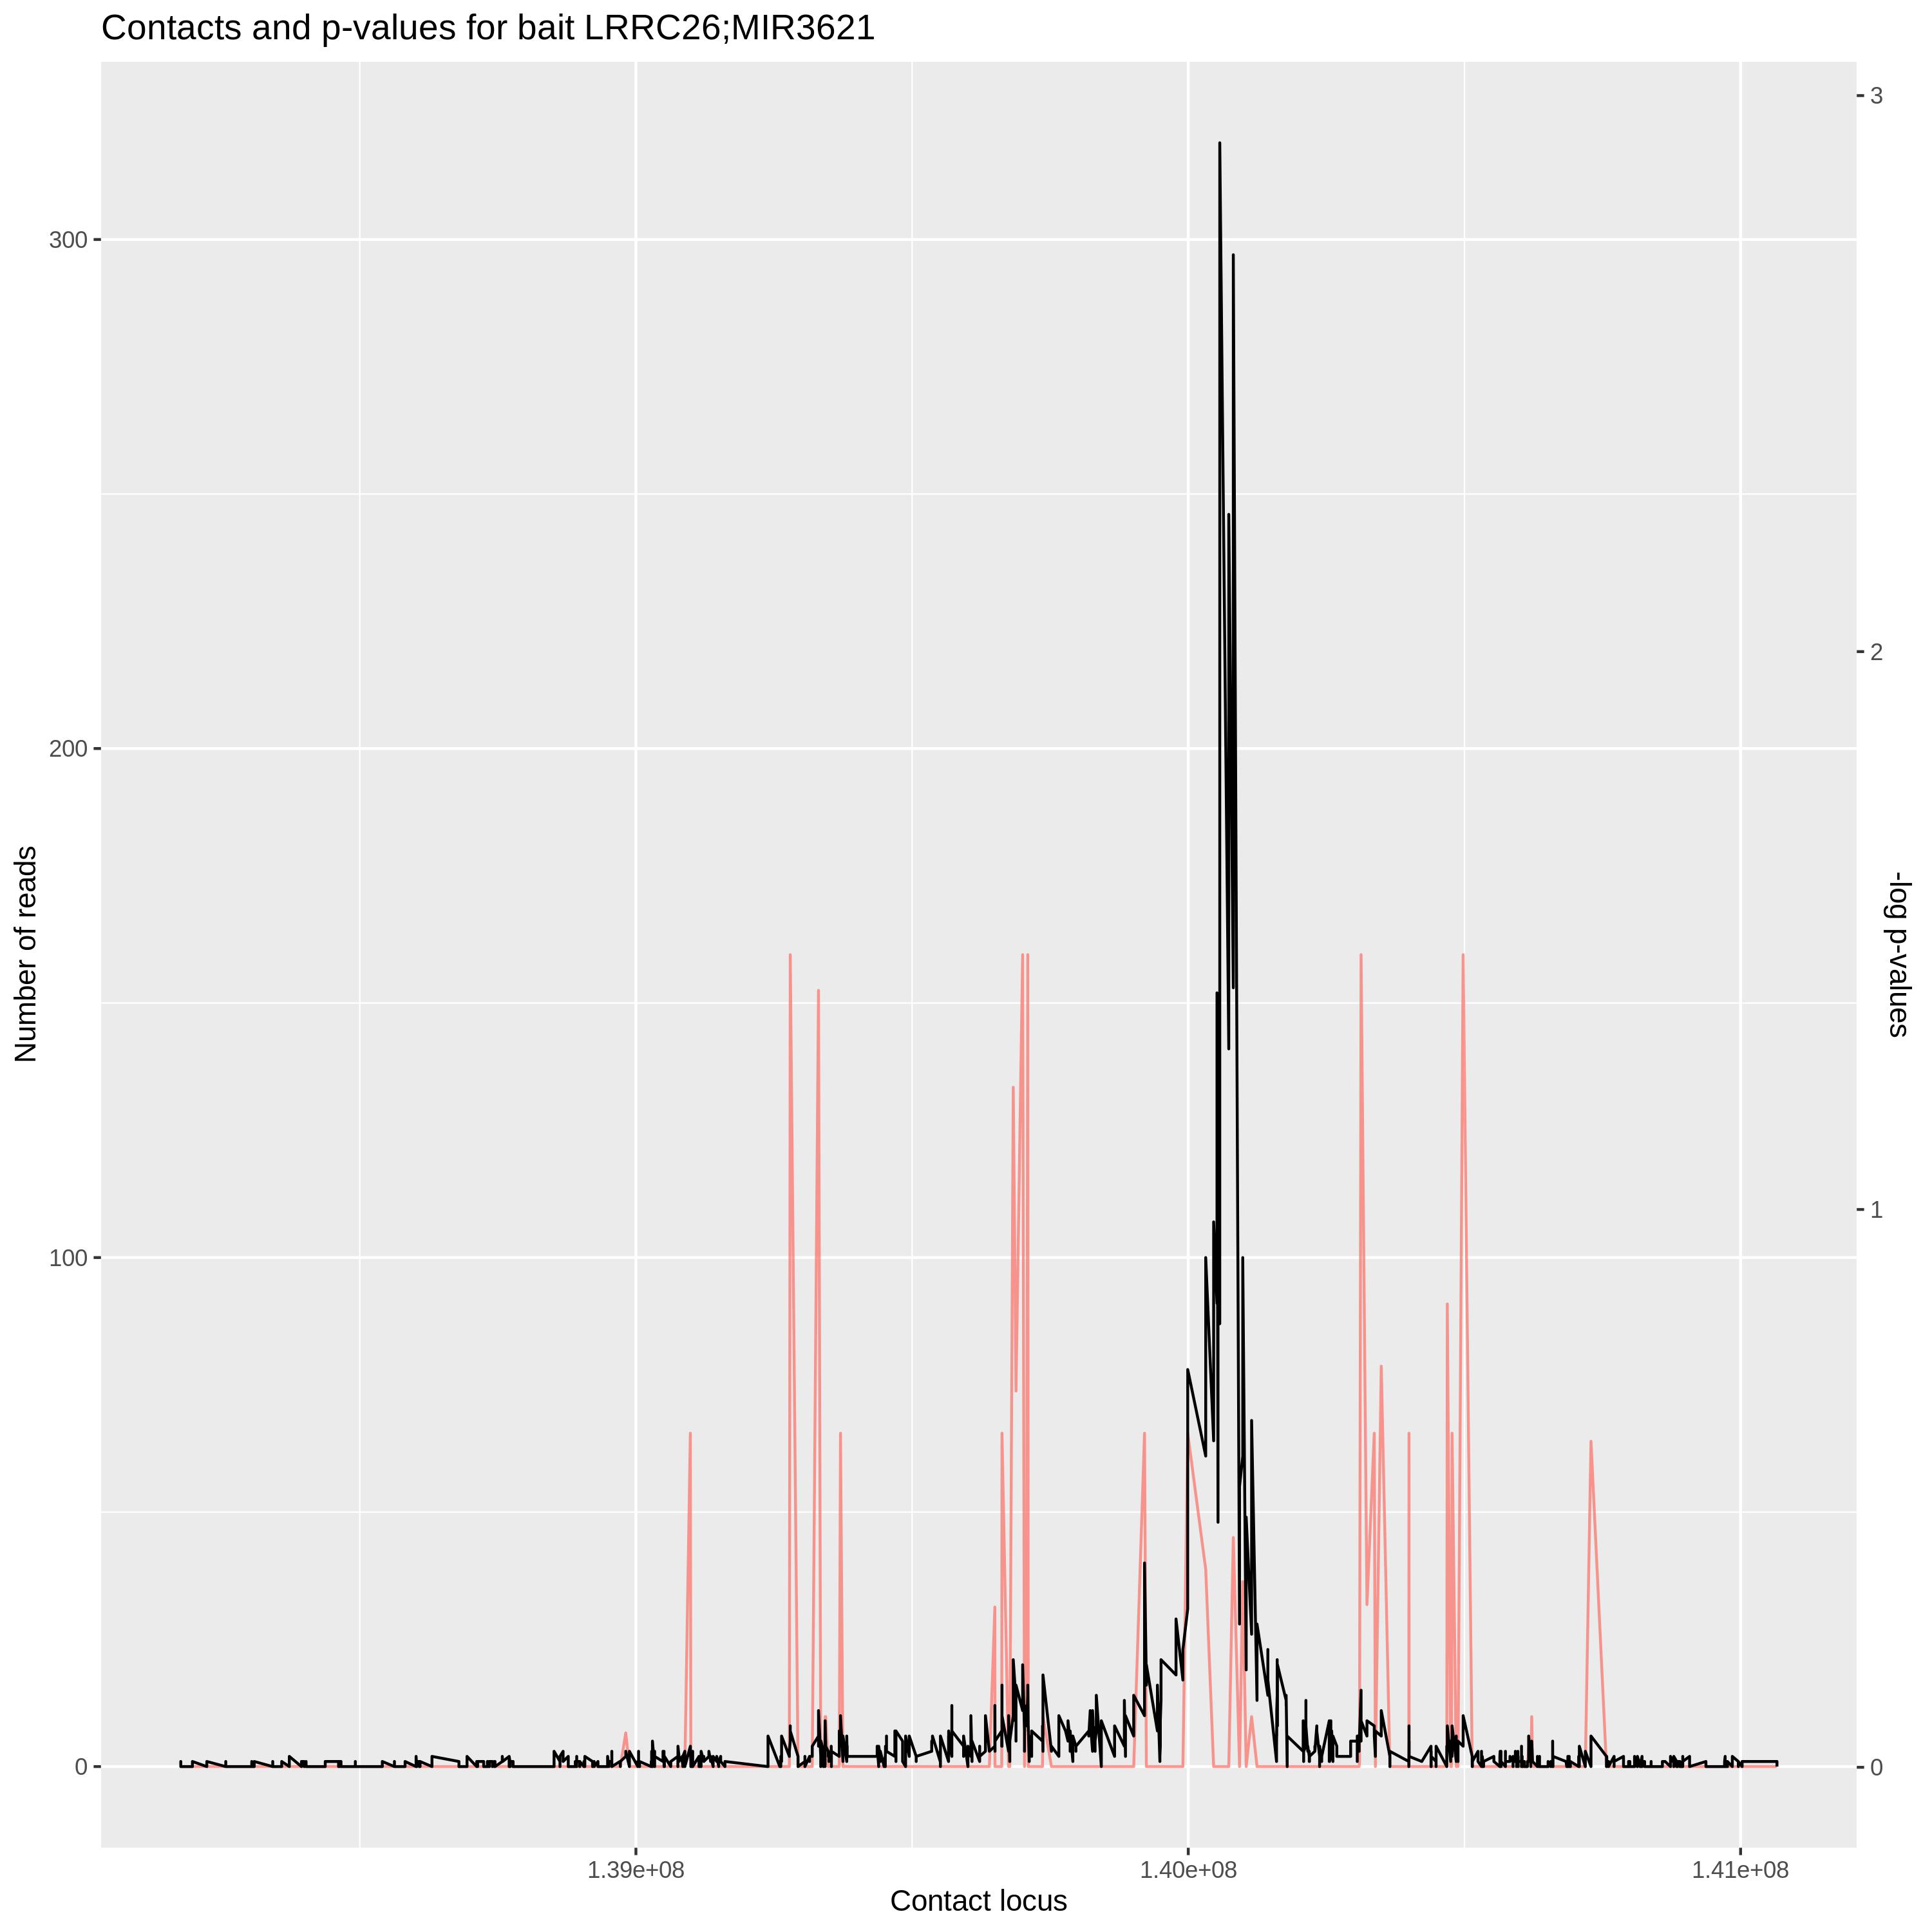 Contacts and p-values for bait LRRC26;MIR3621
300
200
100
0
Number of reads
3
2
1
0
-log p-values
1.39e+08
1.40e+08
1.41e+08
Contact locus